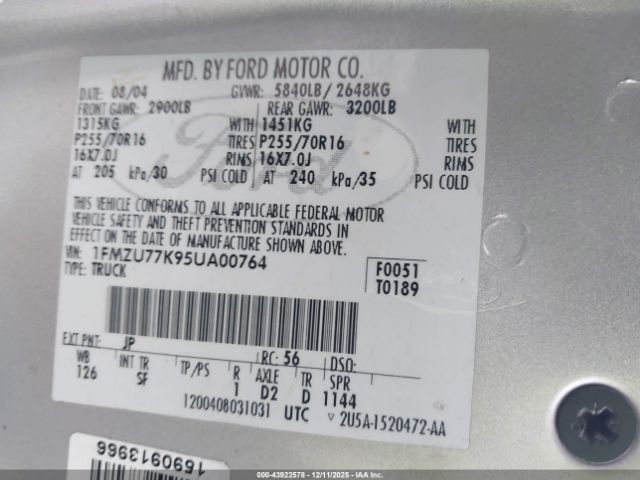 MFD. BY FORD MOTOR CO.
DATE: 08/04 GVWR: 5840LB/ 2648KG
FRONT GAWR: 2900LB REAR GAWR: 3200LB
1315KG WITH 1451KG WITH
P255/70R16 TIRES P255/70R16 TIRES
16X7.0J RIMS 16X7.0J RIMS
AT 205 kPa/30 PSI COLD AT 240 kPa/35 PSI COLD
THIS VEHICLE CONFORMS TO ALL APPLICABLE FEDERAL MOTOR
VEHICLE SAFETY AND THEFT PREVENTION STANDARDS IN
EFFECT ON THE DATE OF MANUFACTURE SHOWN ABOVE.
VIN: 1FMZU77K95UA00764 F0051
TYPE: TRUCK T0189
EXT PNT: JP RC: 56 DSO:
WB INT TR TP/PS R AXLE TR SPR
126 SF 1 D2 D 1144
1200408031031 UTC ▽ 2U5A-1520472-AA
Ford
1690913966
000-43922578 - 12/11/2025 - IAAI.COM